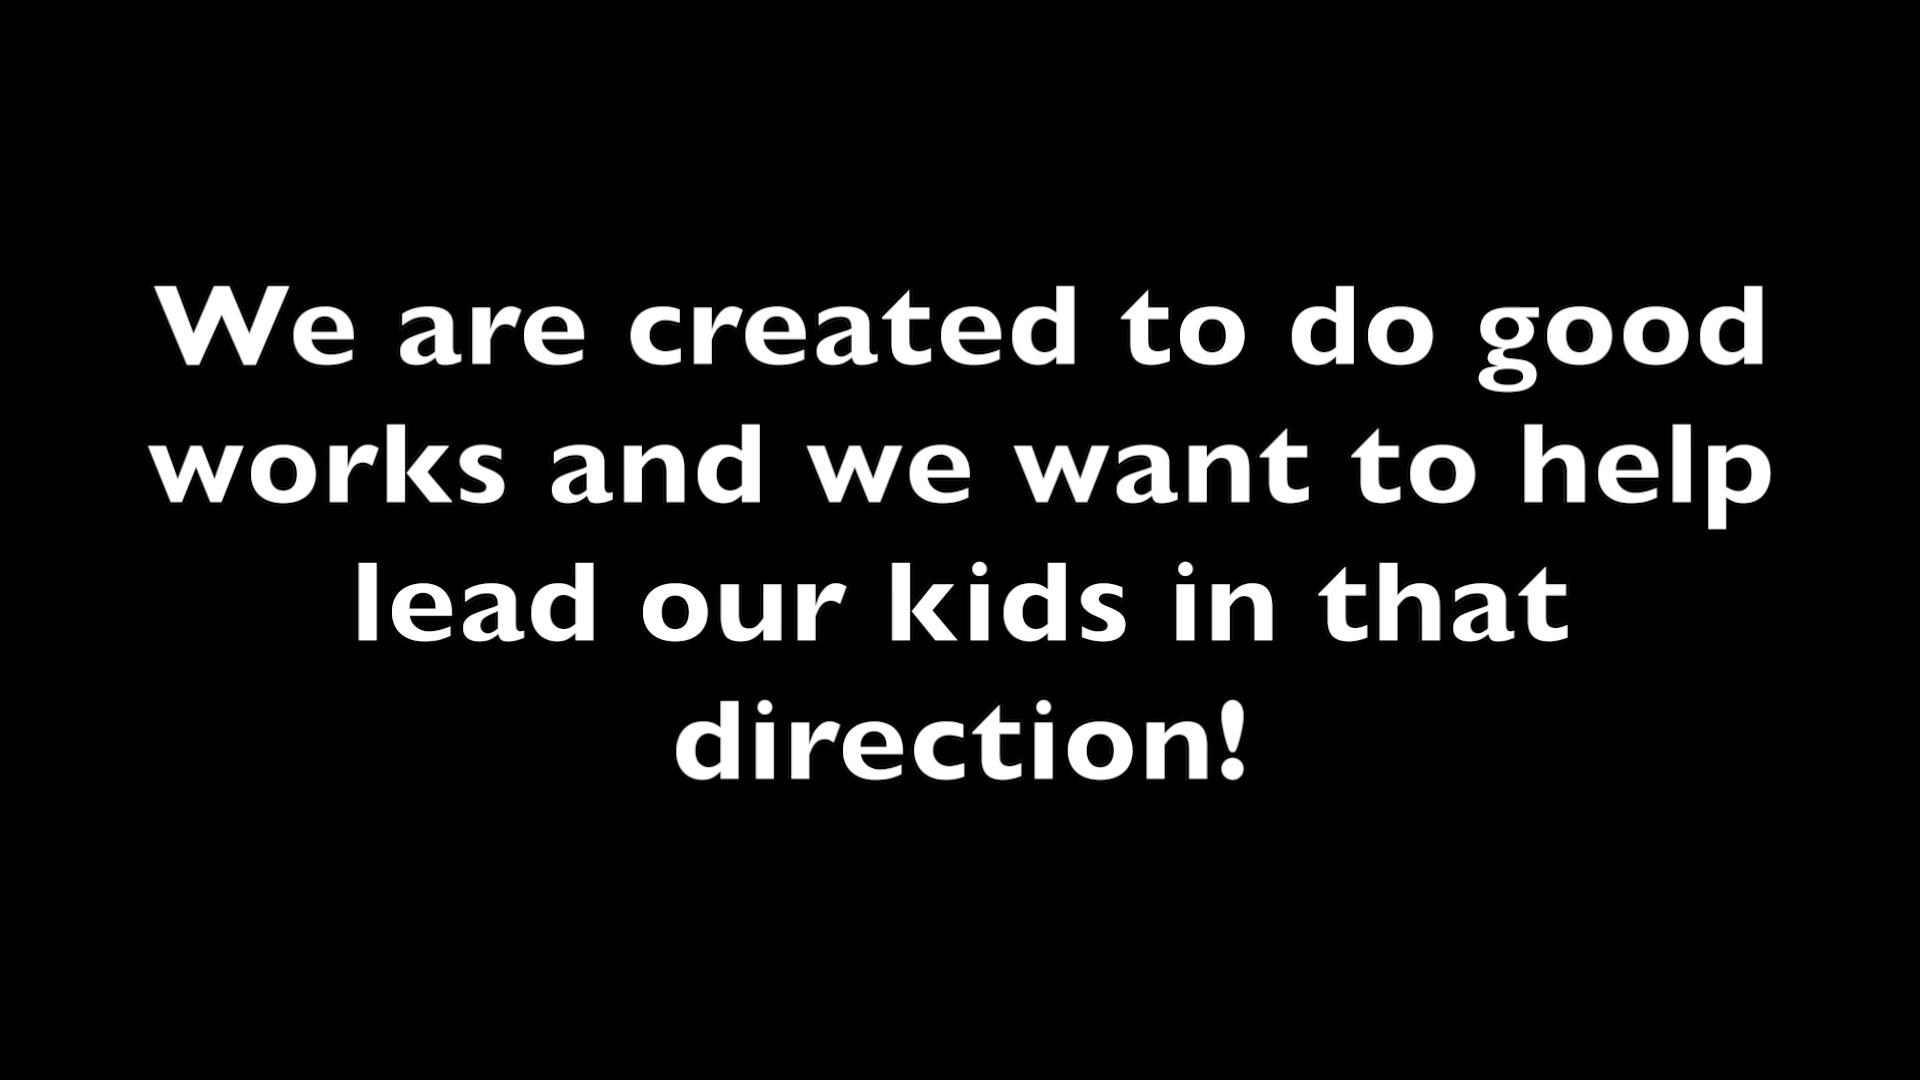 We are created to do good
works and we want to help
lead our kids in that
direction!